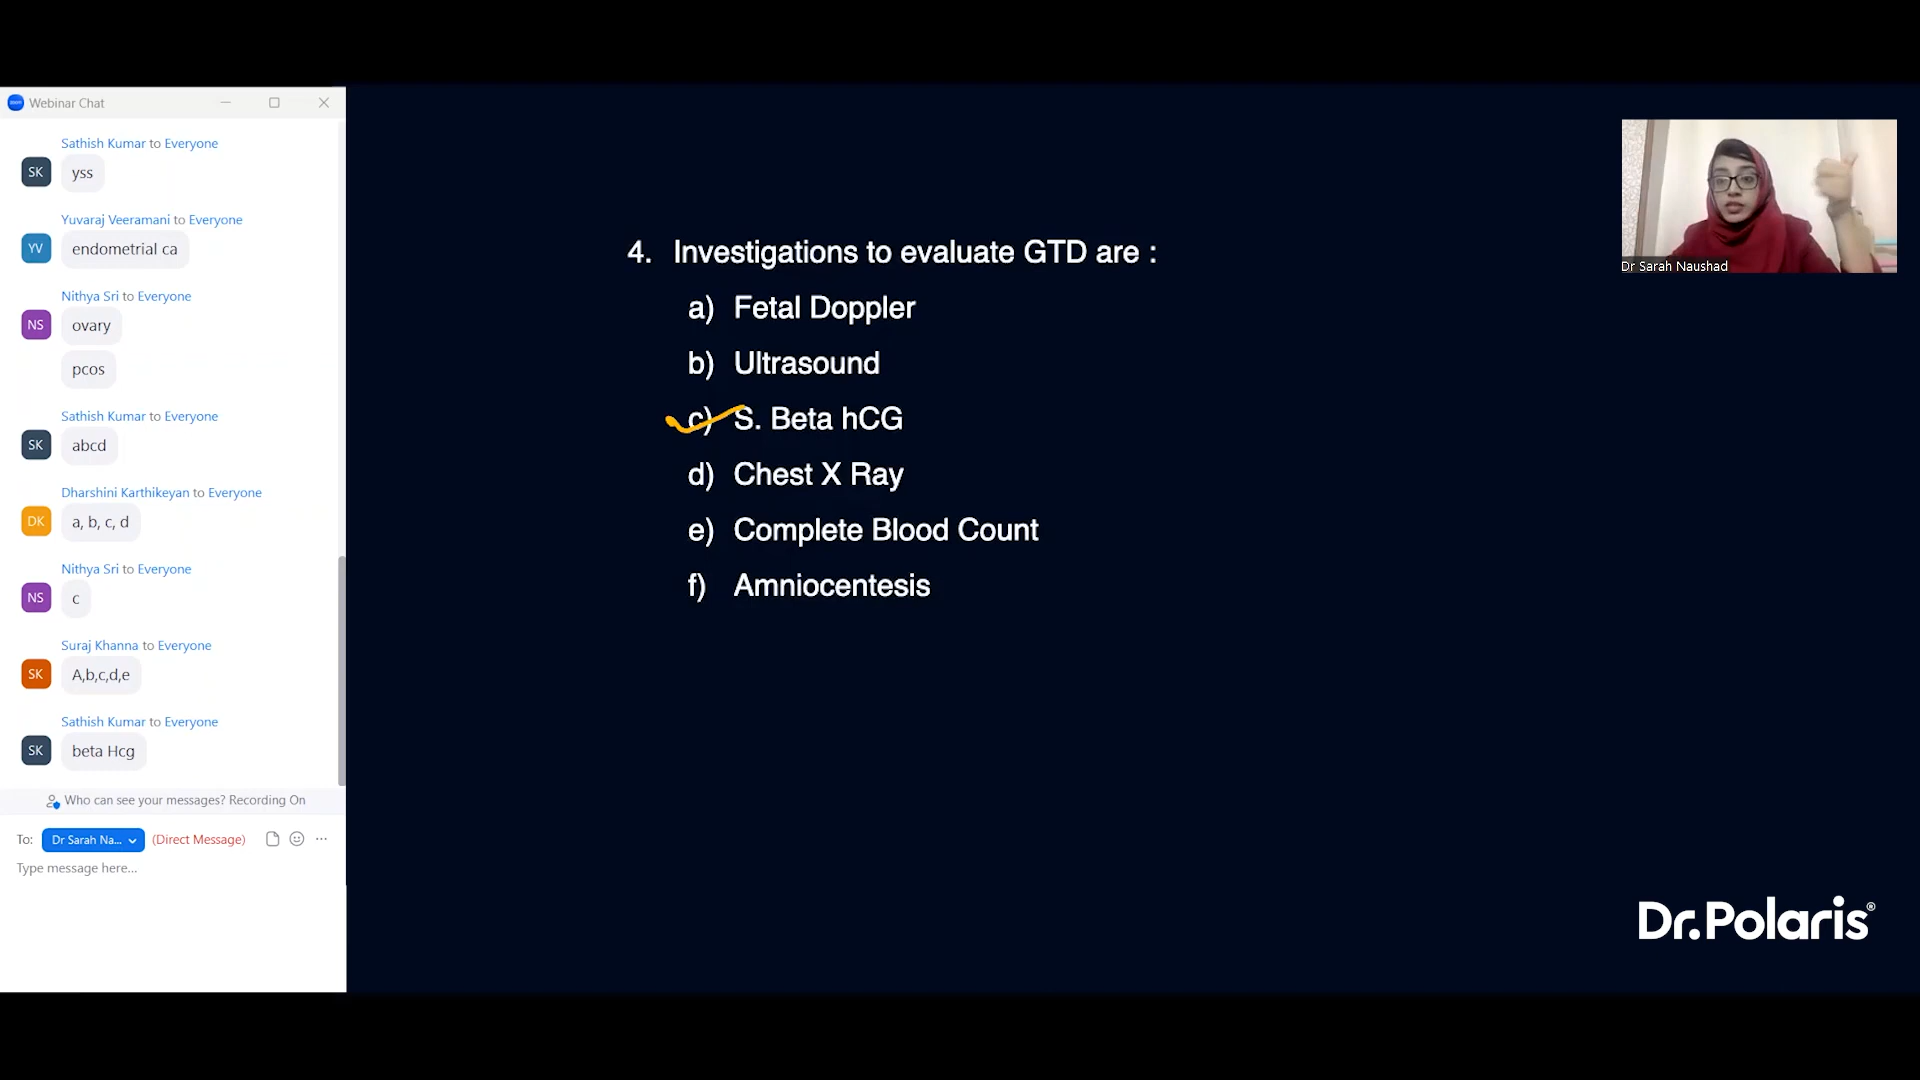 Webinar Chat
Sathish Kumar to Everyone
SK
yss
Yuvaraj Veeramani to Everyone
YV
endometrial ca
Nithya Sri to Everyone
NS
ovary
pcos
Sathish Kumar to Everyone
SK
abcd
Dharshini Karthikeyan to Everyone
DK
a, b, c, d
Nithya Sri to Everyone
NS
c
Suraj Khanna to Everyone
SK
A,b,c,d,e
Sathish Kumar to Everyone
SK
beta Hcg
Who can see your messages? Recording On
To: Dr Sarah Na... (Direct Message)
Type message here...
4. Investigations to evaluate GTD are :
a) Fetal Doppler
b) Ultrasound
c) S. Beta hCG
d) Chest X Ray
e) Complete Blood Count
f) Amniocentesis
Dr Sarah Naushad
Dr.Polaris®